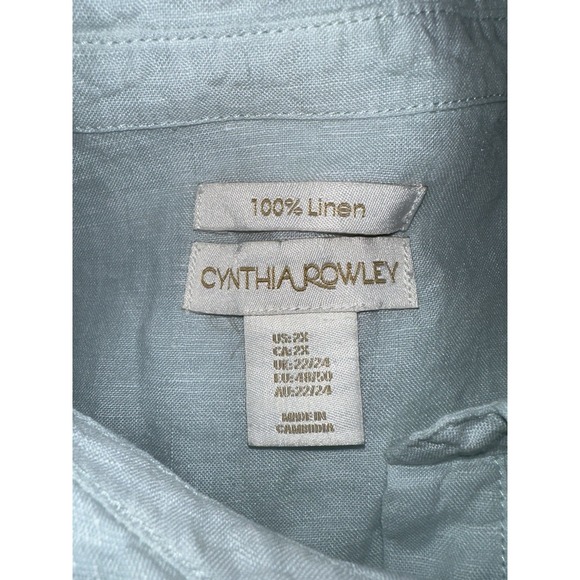 100% Linen
CYNTHIA ROWLEY
US:2X
CA:2X
UK:22/24
EU:48/50
AU:22/24
MADE IN
CAMBODIA